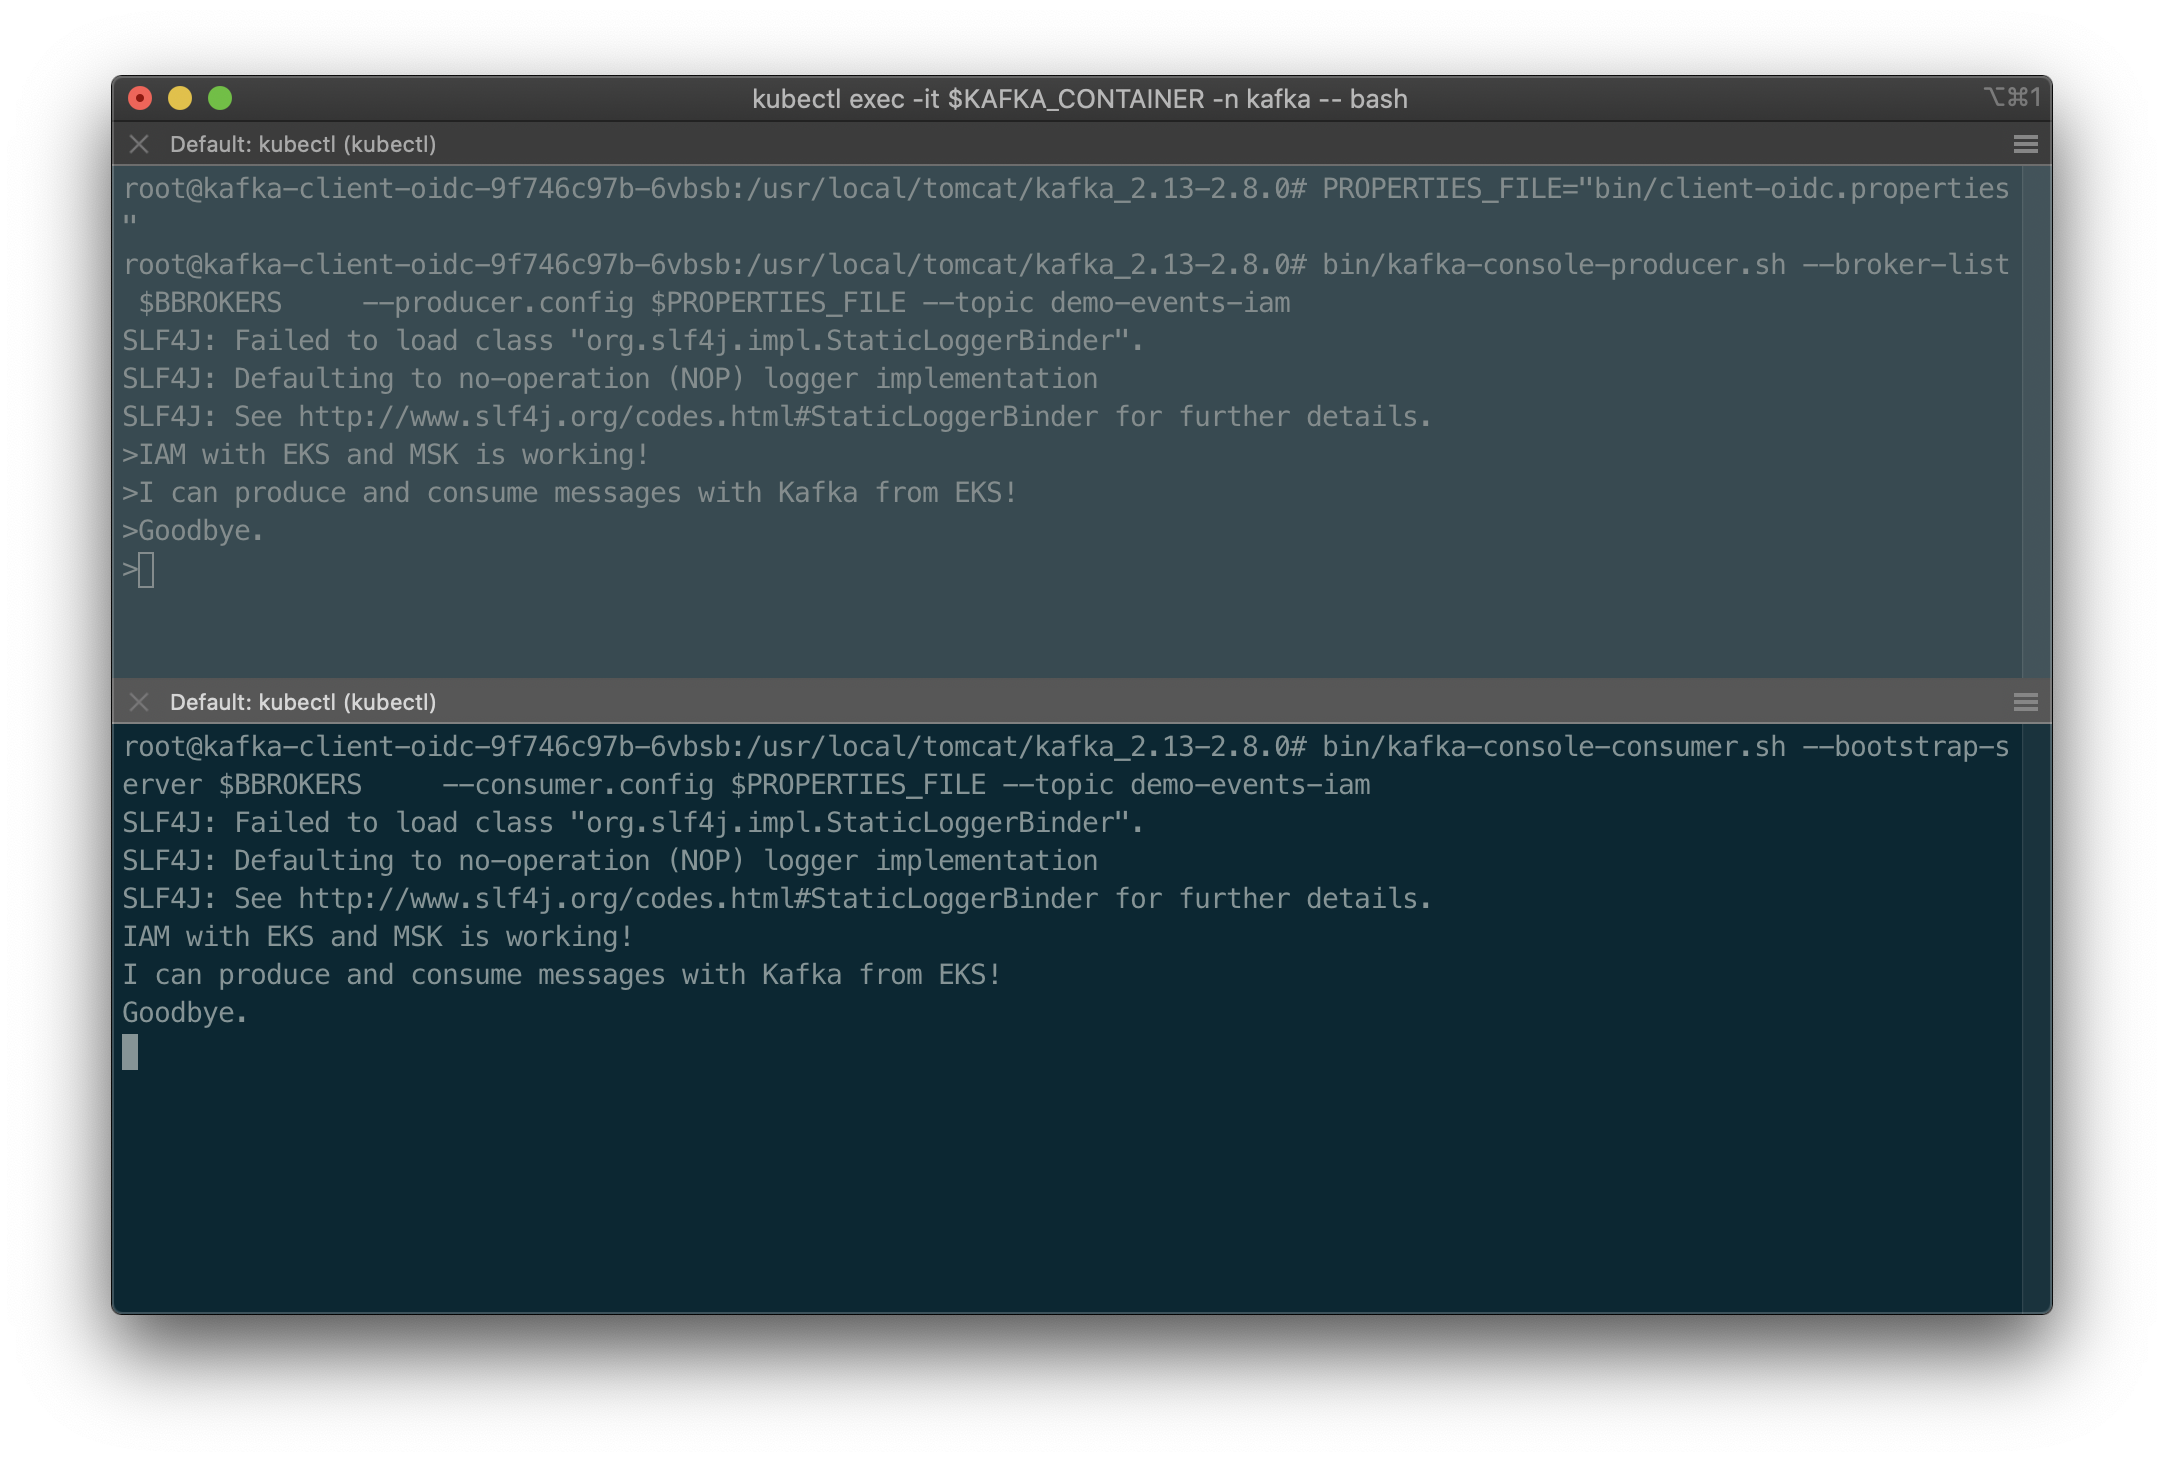 kubectl exec -it $KAFKA_CONTAINER -n kafka -- bash
⌥⌘1
Default: kubectl (kubectl)
root@kafka-client-oidc-9f746c97b-6vbsb:/usr/local/tomcat/kafka_2.13-2.8.0# PROPERTIES_FILE="bin/client-oidc.properties
"
root@kafka-client-oidc-9f746c97b-6vbsb:/usr/local/tomcat/kafka_2.13-2.8.0# bin/kafka-console-producer.sh --broker-list
 $BBROKERS     --producer.config $PROPERTIES_FILE --topic demo-events-iam
SLF4J: Failed to load class "org.slf4j.impl.StaticLoggerBinder".
SLF4J: Defaulting to no-operation (NOP) logger implementation
SLF4J: See http://www.slf4j.org/codes.html#StaticLoggerBinder for further details.
>IAM with EKS and MSK is working!
>I can produce and consume messages with Kafka from EKS!
>Goodbye.
>
Default: kubectl (kubectl)
root@kafka-client-oidc-9f746c97b-6vbsb:/usr/local/tomcat/kafka_2.13-2.8.0# bin/kafka-console-consumer.sh --bootstrap-s
erver $BBROKERS     --consumer.config $PROPERTIES_FILE --topic demo-events-iam
SLF4J: Failed to load class "org.slf4j.impl.StaticLoggerBinder".
SLF4J: Defaulting to no-operation (NOP) logger implementation
SLF4J: See http://www.slf4j.org/codes.html#StaticLoggerBinder for further details.
IAM with EKS and MSK is working!
I can produce and consume messages with Kafka from EKS!
Goodbye.